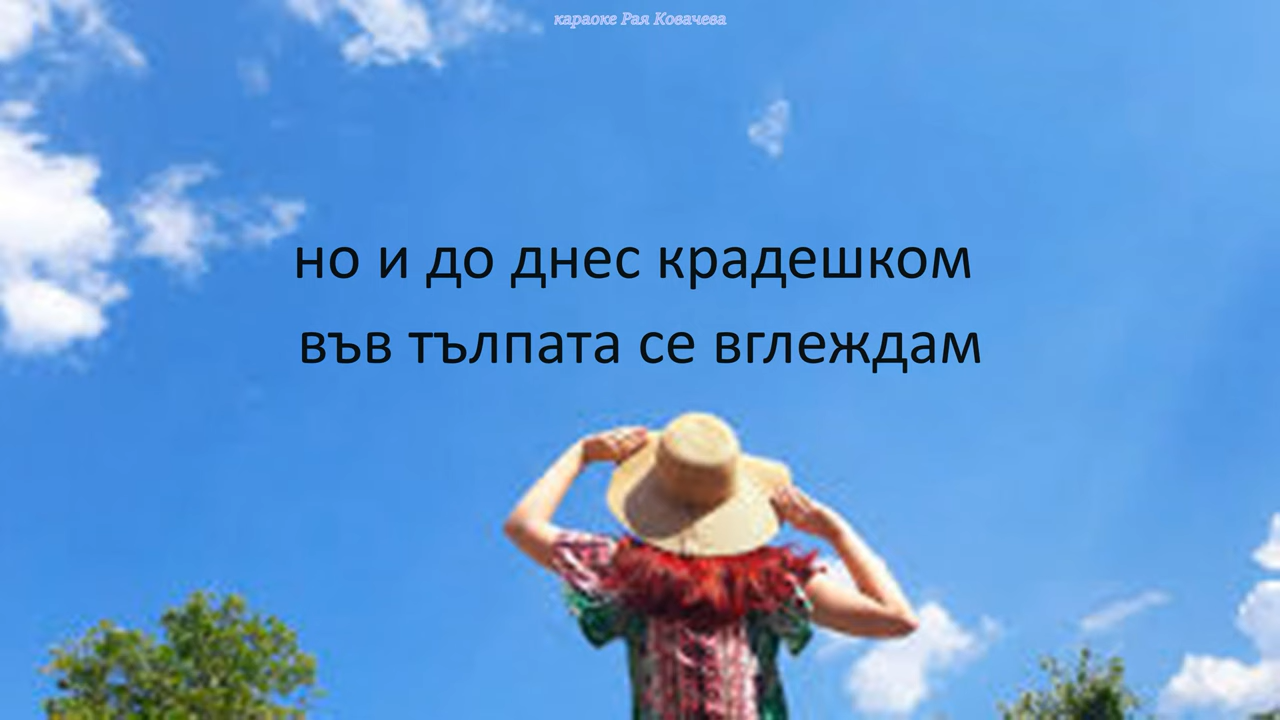 караоке Рая Ковачева
но и до днес крадешком
във тълпата се вглеждам